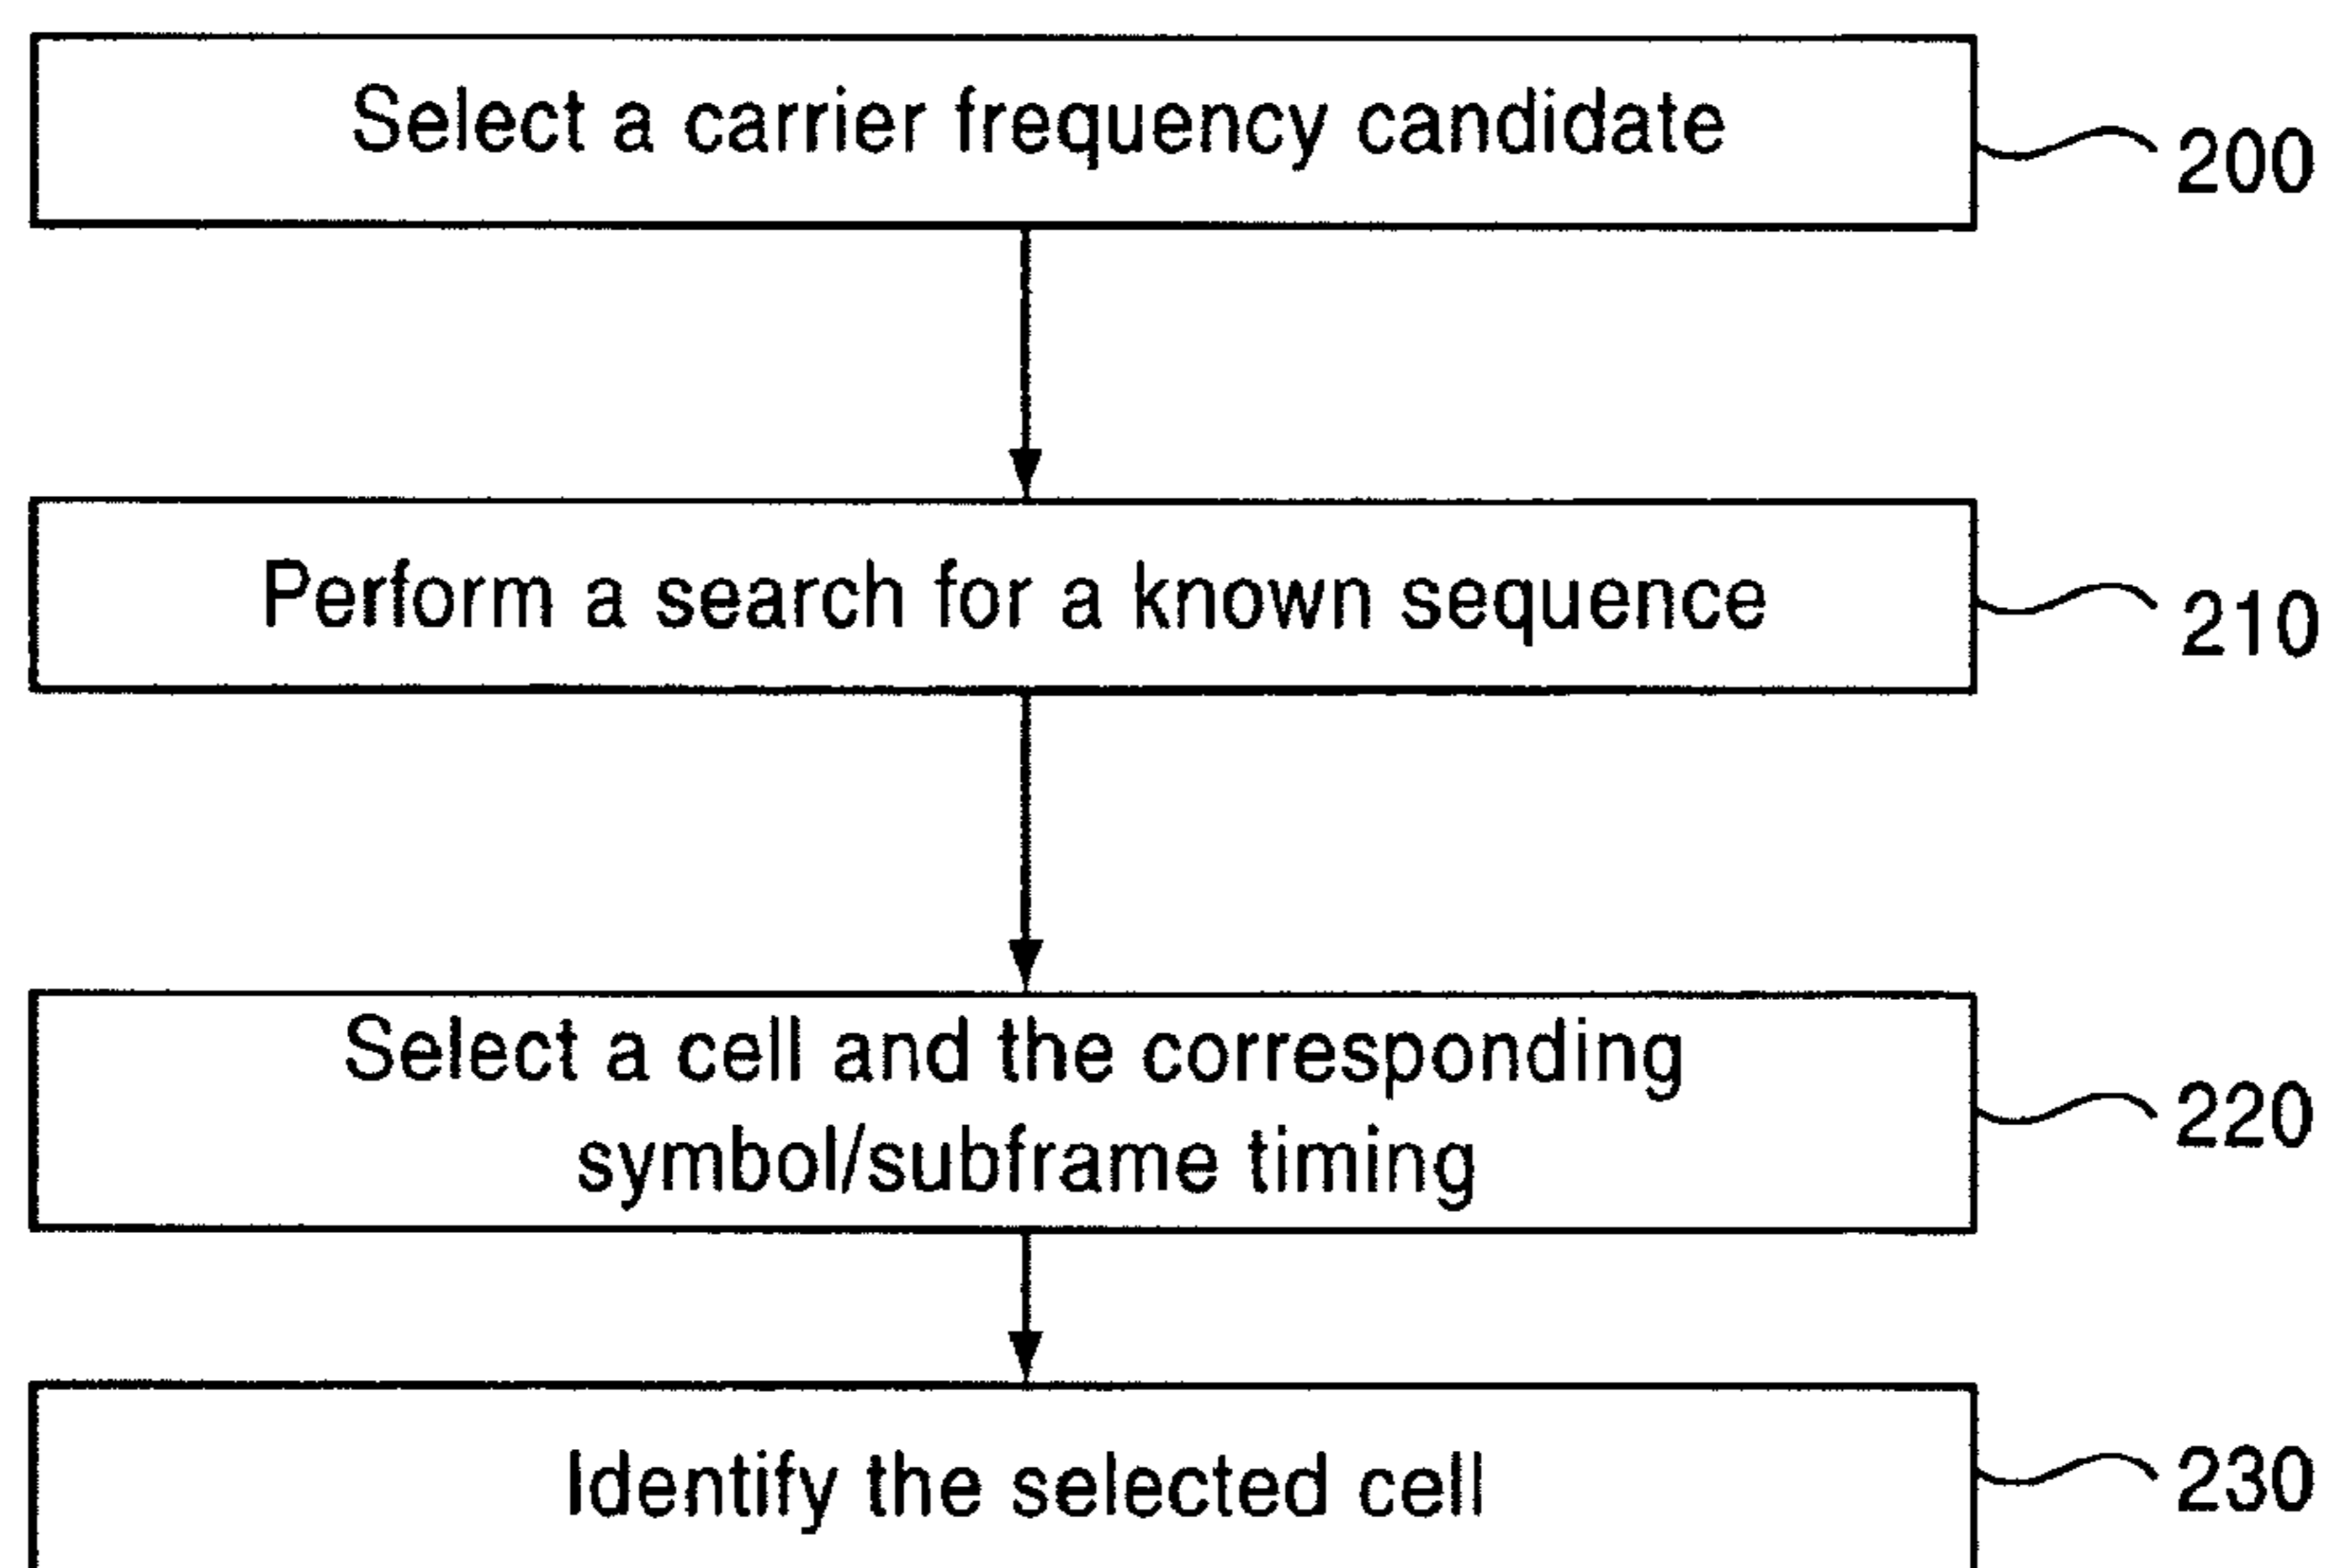 Select a carrier frequency candidate
200
Perform a search for a known sequence
210
Select a cell and the corresponding
symbol/subframe timing
220
Identify the selected cell
230